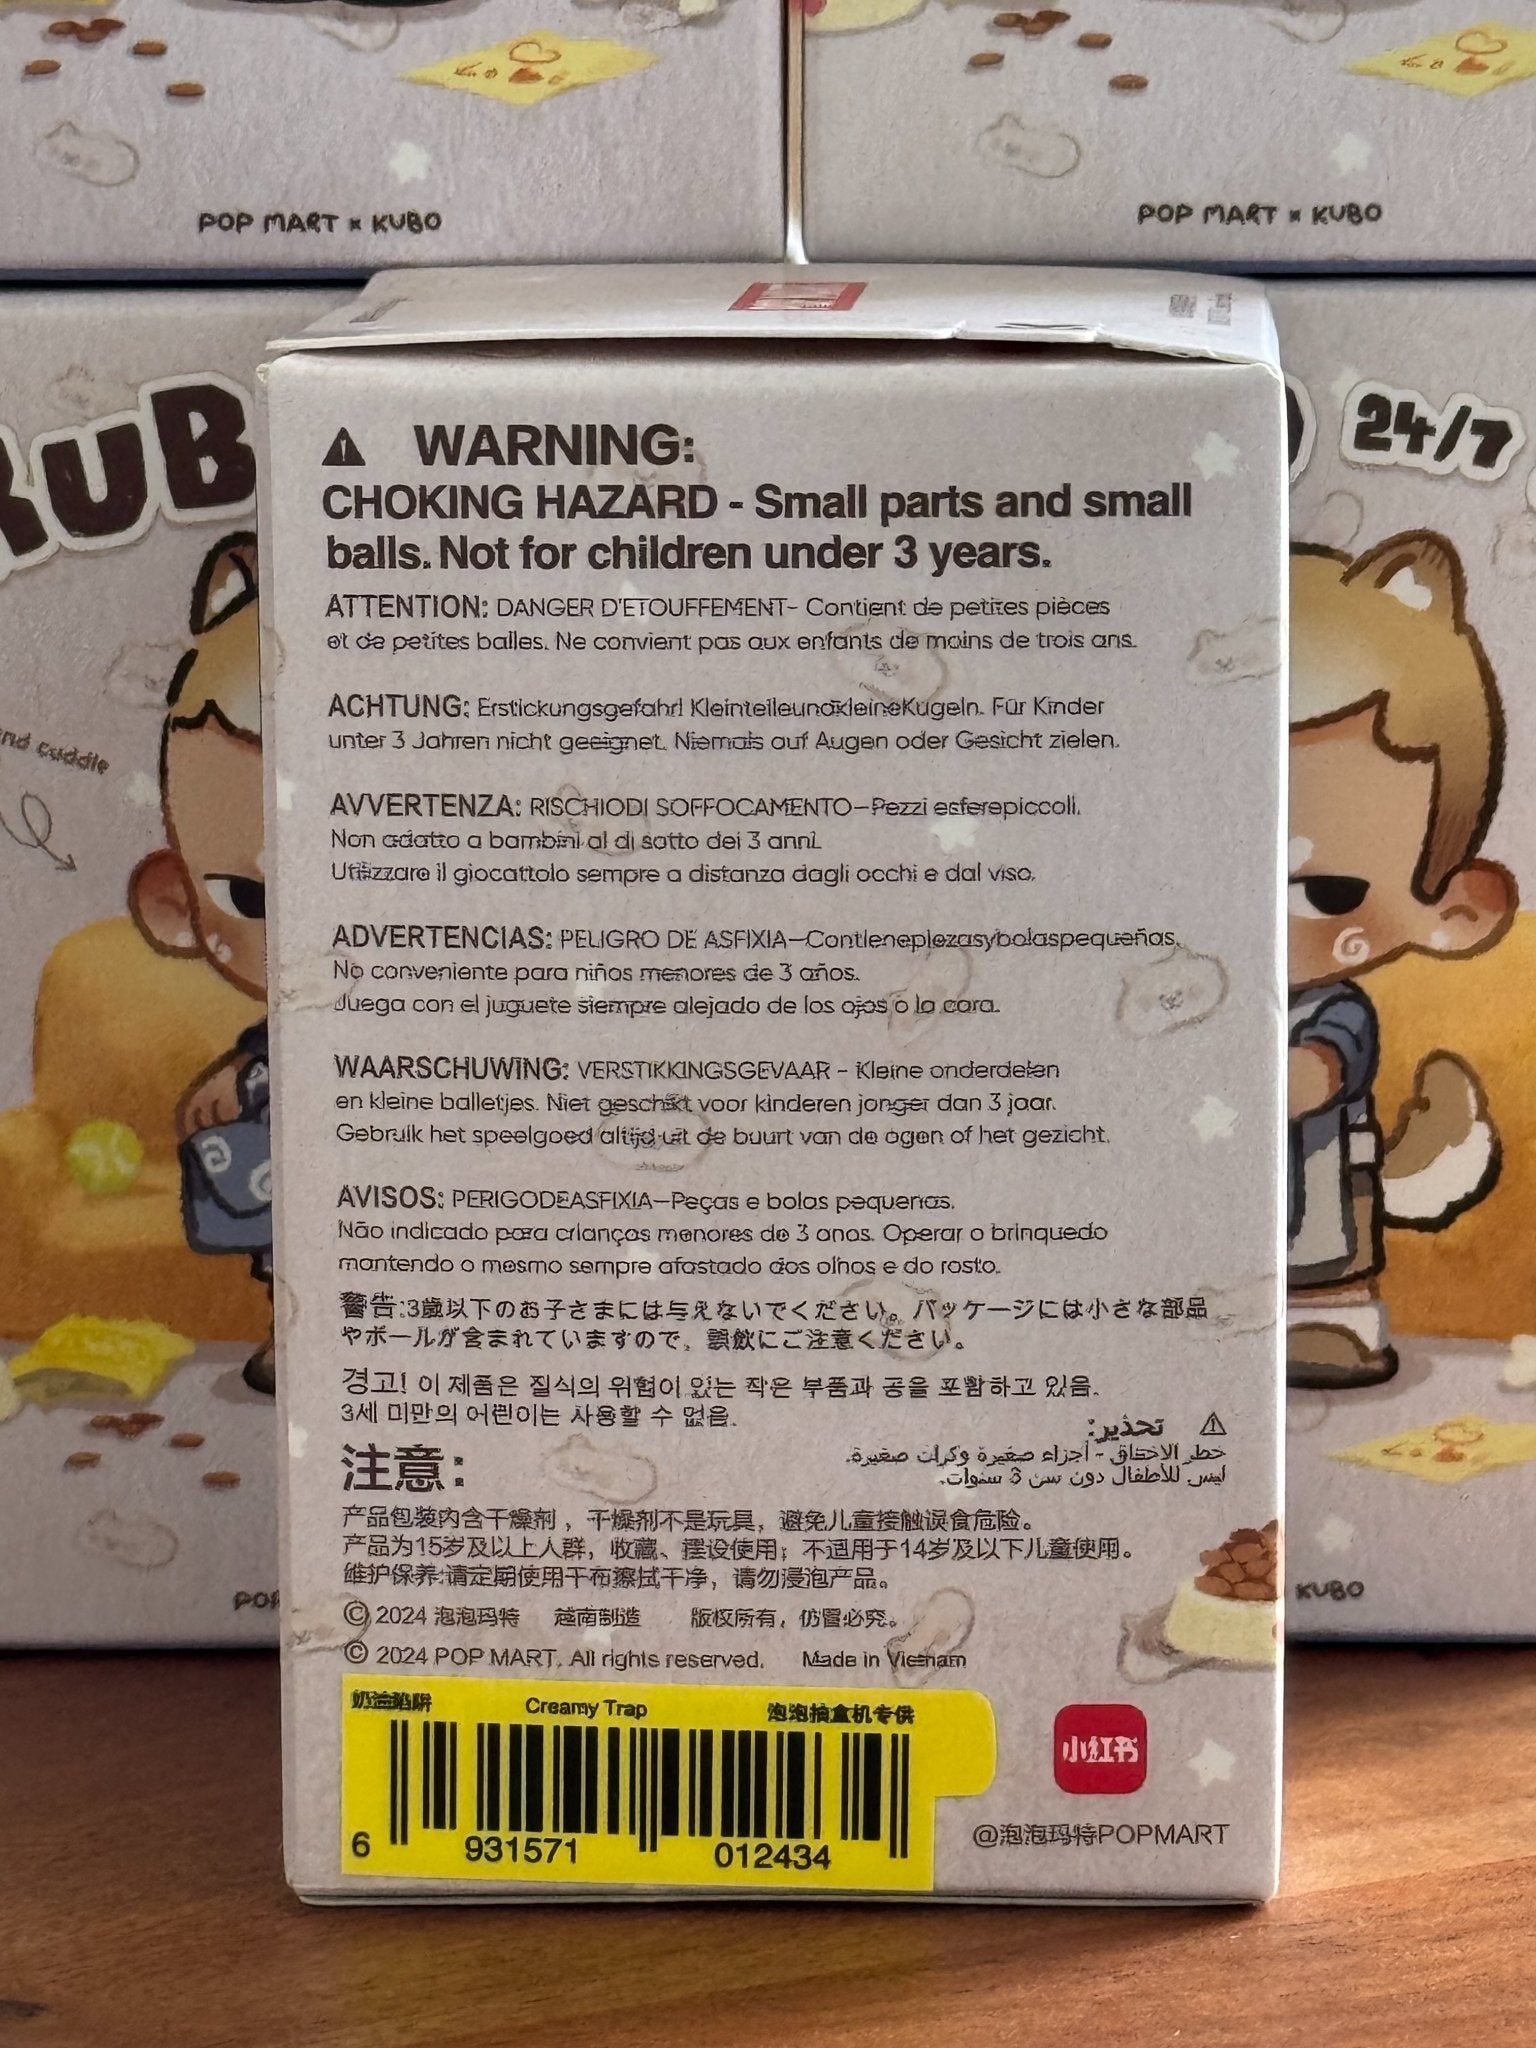 POP MART × KUBO
POP MART × KUBO
KUB
24/7
and cuddle
WARNING:
CHOKING HAZARD - Small parts and small
balls. Not for children under 3 years.
ATTENTION: DANGER D'ETOUFFEMENT- Contient de petites pièces
et de petites balles. Ne convient pas aux enfants de moins de trois ans.
ACHTUNG: Erstickungsgefahr! KleinteileundkleineKugeln. Für Kinder
unter 3 Jahren nicht geeignet. Niemals auf Augen oder Gesicht zielen.
AVVERTENZA: RISCHIODI SOFFOCAMENTO—Pezzi esferepiccoli.
Non adatto a bambini al di sotto dei 3 anni.
Utilizzare il giocattolo sempre a distanza dagli occhi e dal viso.
ADVERTENCIAS: PELIGRO DE ASFIXIA—Contienepiezasybolaspequeñas.
No conveniente para niños menores de 3 años.
Juega con el juguete siempre alejado de los ojos o la cara.
WAARSCHUWING: VERSTIKKINGSGEVAAR - Kleine onderdelen
en kleine balletjes. Niet geschikt voor kinderen jonger dan 3 jaar.
Gebruik het speelgoed altijd uit de buurt van de ogen of het gezicht.
AVISOS: PERIGODEASFIXIA—Peças e bolas pequenas.
Não indicado para crianças menores de 3 anos. Operar o brinquedo
mantendo o mesmo sempre afastado dos olhos e do rosto.
警告:3歳以下のお子さまには与えないでください。パッケージには小さな部品
やボールが含まれていますので、誤飲にご注意ください。
경고! 이 제품은 질식의 위험이 있는 작은 부품과 공을 포함하고 있음.
3세 미만의 어린이는 사용할 수 없음.
تحذير:
خطر الاختناق - أجزاء صغيرة وكرات صغيرة.
ليس للأطفال دون سن 3 سنوات.
注意:
产品包装内含干燥剂，干燥剂不是玩具，避免儿童接触误食危险。
产品为15岁及以上人群，收藏、摆设使用；不适用于14岁及以下儿童使用。
维护保养:请定期使用干布擦拭干净，请勿浸泡产品。
© 2024 泡泡玛特 越南制造 版权所有，仿冒必究。
© 2024 POP MART. All rights reserved. Made in Vietnam
奶油陷阱 Creamy Trap 泡泡抽盒机专供
6 931571 012434
小红书
@泡泡玛特POPMART
POP
KUBO